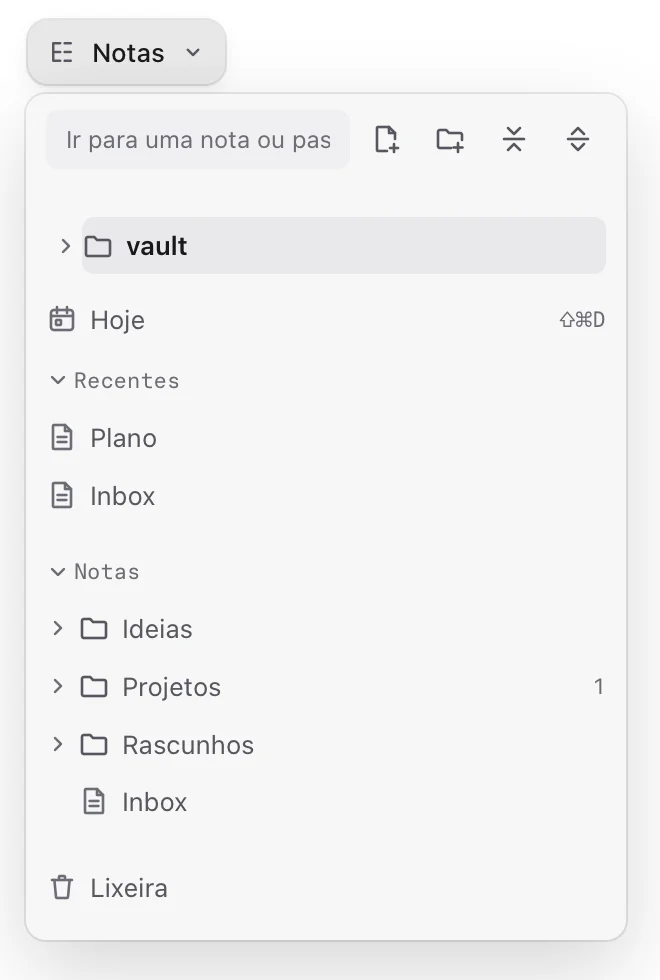 Notas
Ir para uma nota ou pas
vault
Hoje ⇧⌘D
Recentes
Plano
Inbox
Notas
Ideias
Projetos 1
Rascunhos
Inbox
Lixeira